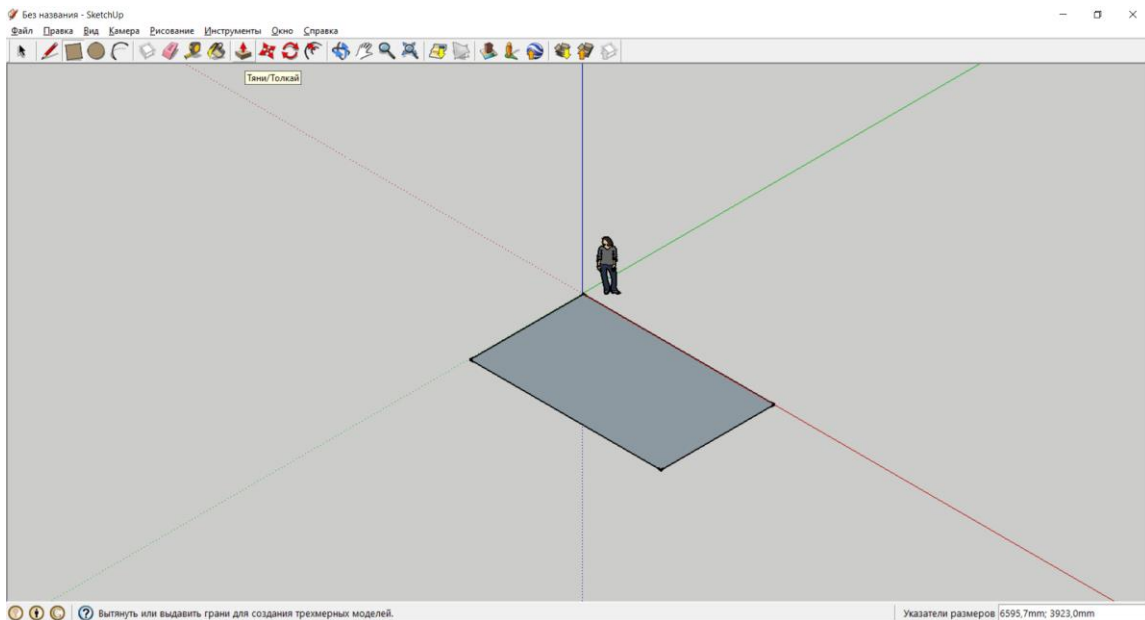 Без названия - SketchUp
Файл Правка Вид Камера Рисование Инструменты Окно Справка
Тяни/Толкай
Вытянуть или выдавить грани для создания трехмерных моделей.
Указатели размеров 6595,7mm; 3923,0mm